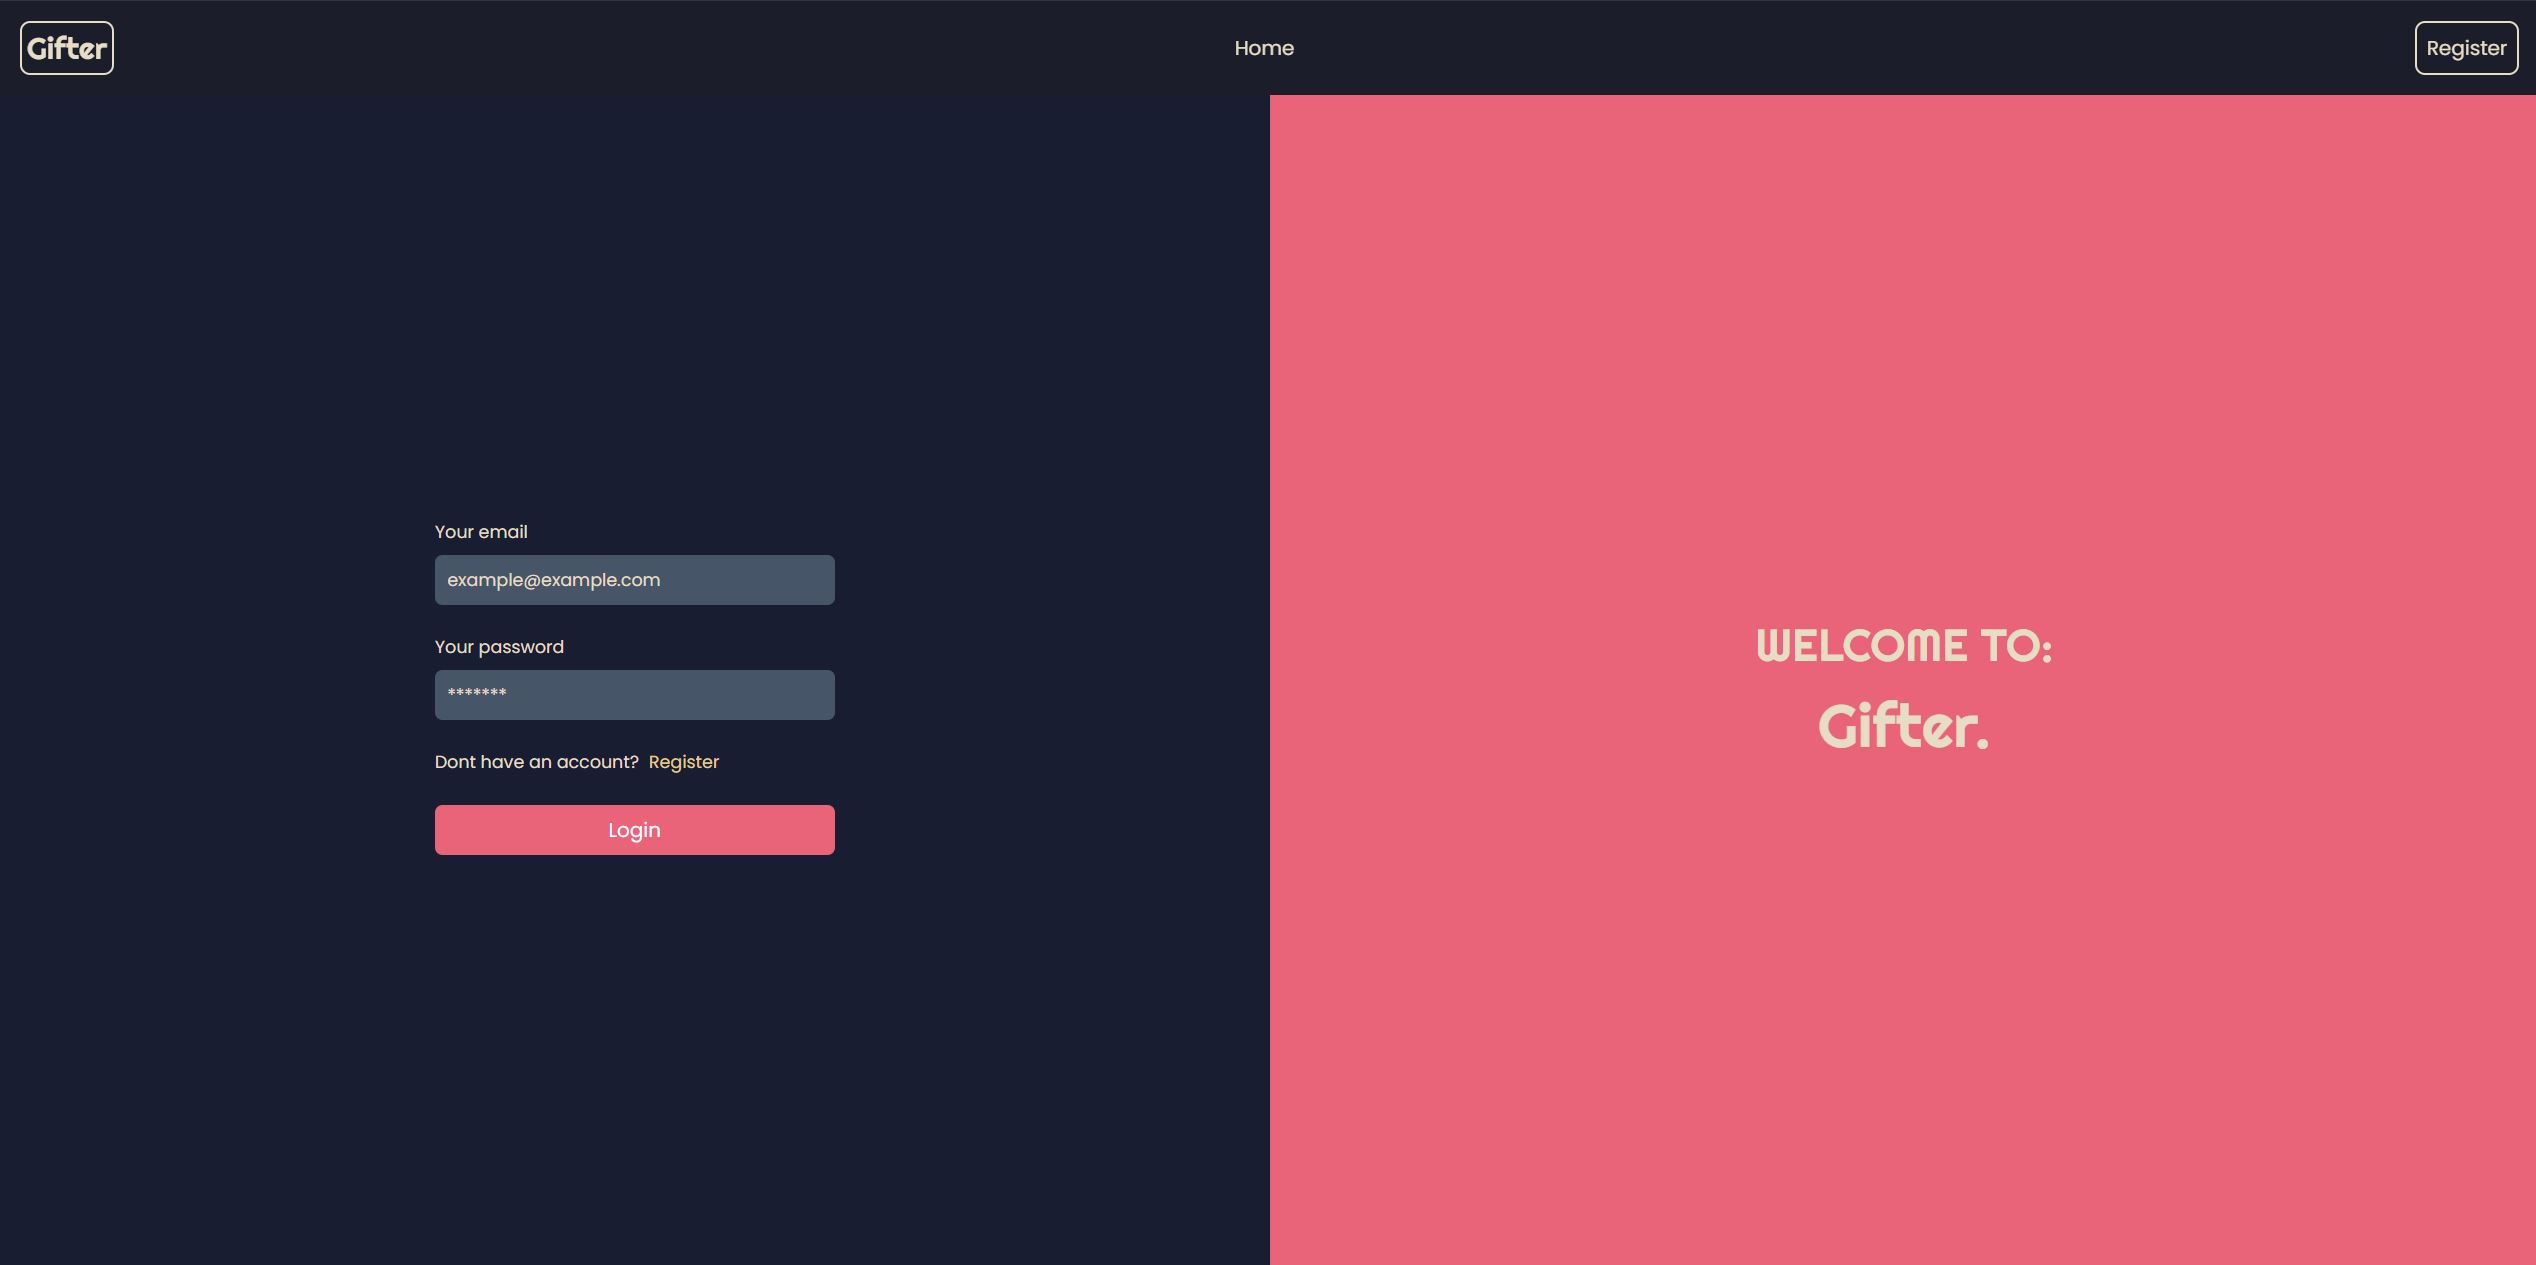 Gifter
Home
Register
Your email
example@example.com
Your password
*******
Dont have an account? Register
Login
WELCOME TO:
Gifter.